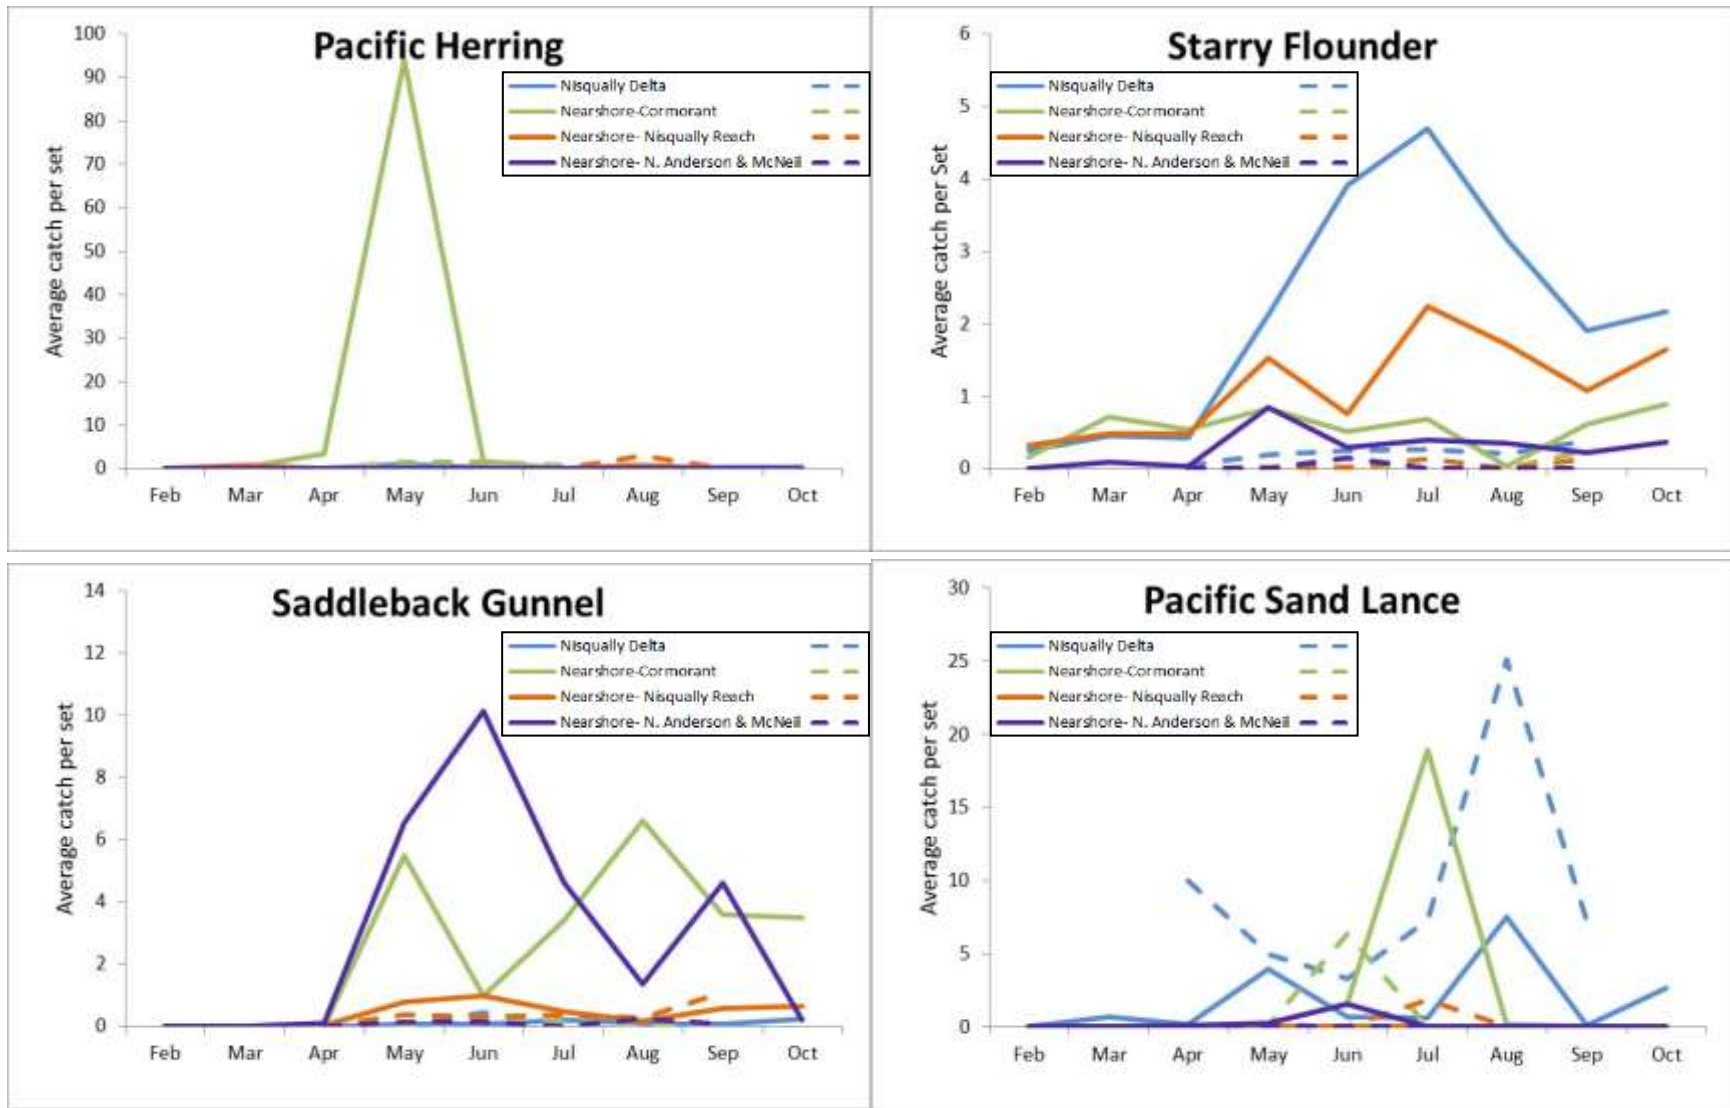 Pacific Herring
Average catch per set
100
90
80
70
60
50
40
30
20
10
0
Nisqually Delta
Nearshore-Cormorant
Nearshore- Nisqually Reach
Nearshore- N. Anderson & McNeil
Feb Mar Apr May Jun Jul Aug Sep Oct
Starry Flounder
Average catch per Set
6
5
4
3
2
1
0
Nisqually Delta
Nearshore-Cormorant
Nearshore- Nisqually Reach
Nearshore- N. Anderson & McNeil
Feb Mar Apr May Jun Jul Aug Sep Oct
Saddleback Gunnel
Average catch per set
14
12
10
8
6
4
2
0
Nisqually Delta
Nearshore-Cormorant
Nearshore- Nisqually Reach
Nearshore- N. Anderson & McNeil
Feb Mar Apr May Jun Jul Aug Sep Oct
Pacific Sand Lance
Average catch per set
30
25
20
15
10
5
0
Nisqually Delta
Nearshore-Cormorant
Nearshore- Nisqually Reach
Nearshore- N. Anderson & McNeil
Feb Mar Apr May Jun Jul Aug Sep Oct